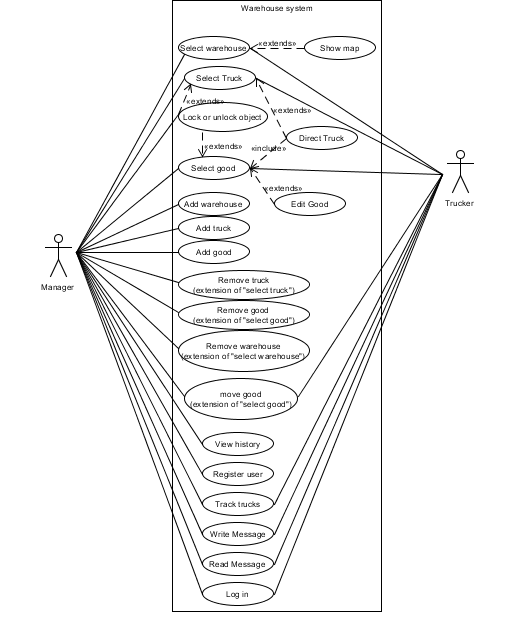 Warehouse system
Select warehouse
«extends»
Show map
Select Truck
«extends»
«extends»
Lock or unlock object
Direct Truck
«extends»
«include»
Select good
«extends»
Edit Good
Trucker
Add warehouse
Add truck
Add good
Manager
Remove truck
(extension of "select truck")
Remove good
(extension of "select good")
Remove warehouse
(extension of "select warehouse")
move good
(extension of "select good")
View history
Register user
Track trucks
Write Message
Read Message
Log in